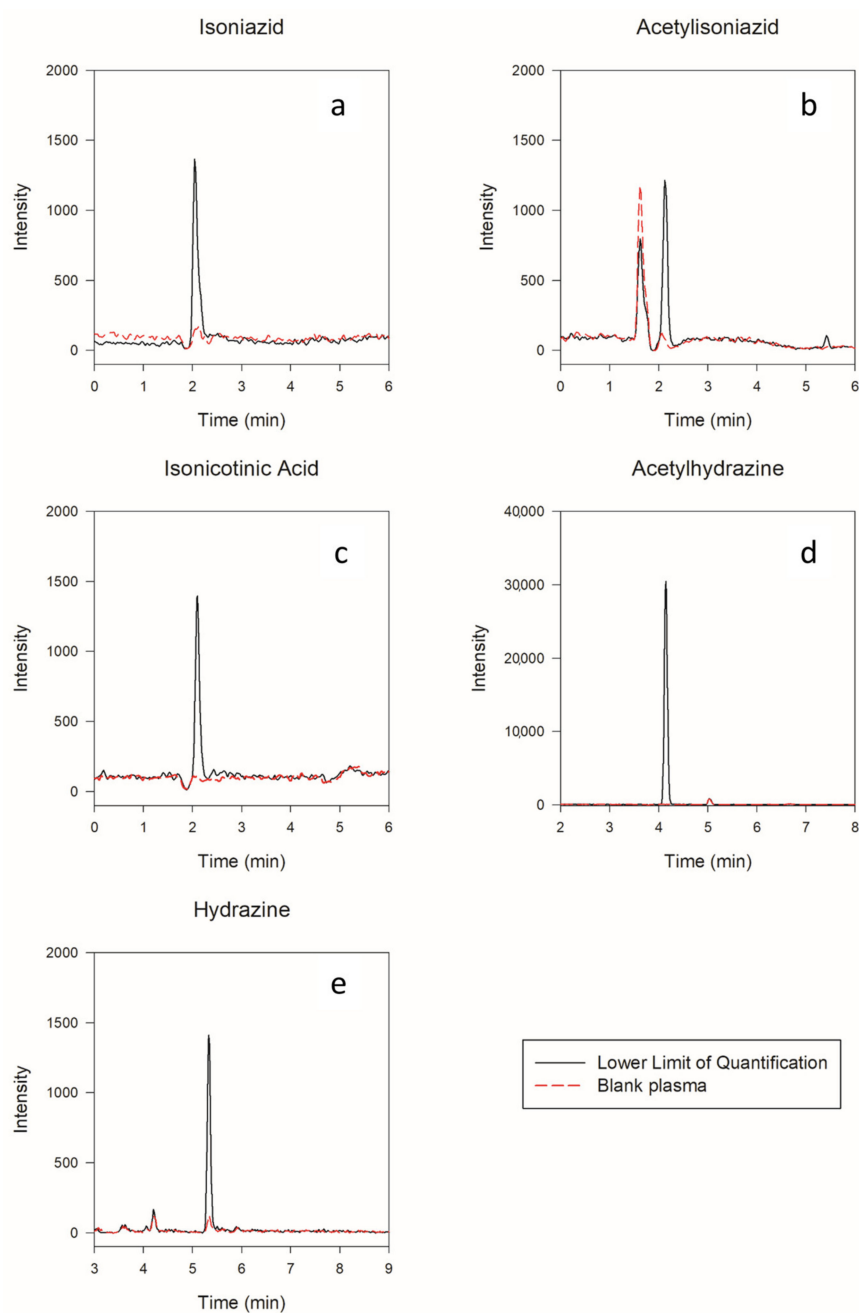 Isoniazid
a
2000
1500
1000
500
0
Intensity
0 1 2 3 4 5 6
Time (min)
Acetylisoniazid
b
2000
1500
1000
500
0
Intensity
0 1 2 3 4 5 6
Time (min)
Isonicotinic Acid
c
2000
1500
1000
500
0
Intensity
0 1 2 3 4 5 6
Time (min)
Acetylhydrazine
d
40,000
30,000
20,000
10,000
0
Intensity
2 3 4 5 6 7 8
Time (min)
Hydrazine
e
2000
1500
1000
500
0
Intensity
3 4 5 6 7 8 9
Time (min)
Lower Limit of Quantification
Blank plasma